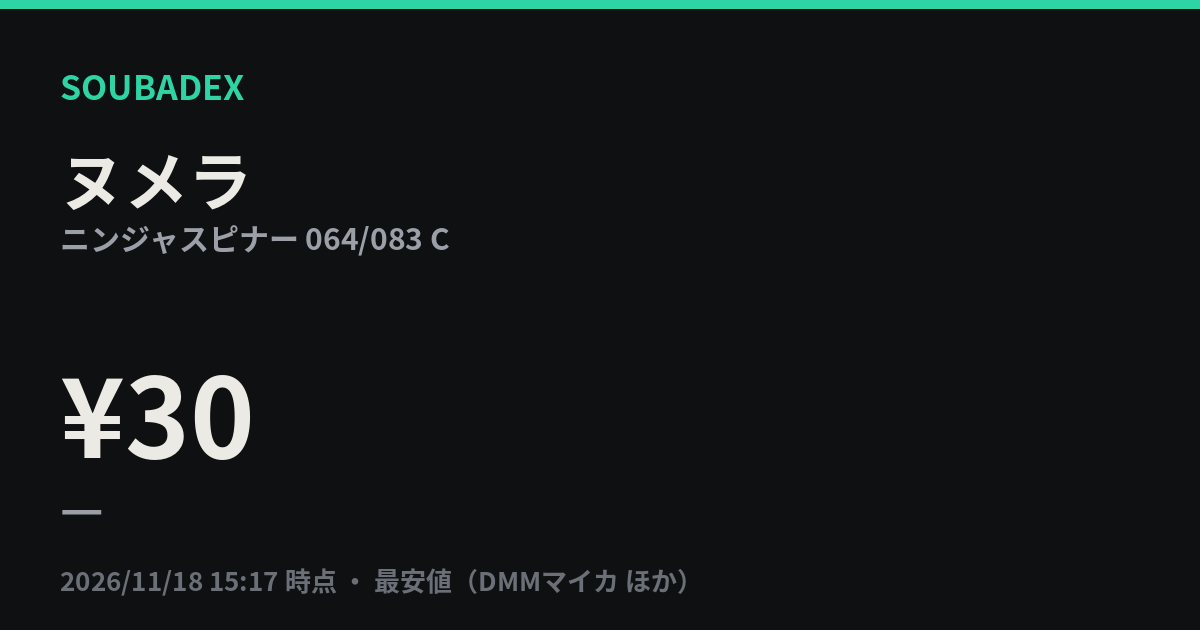 SOUBADEX
ヌメラ
ニンジャスピナー 064/083 C
¥30
—
2026/11/18 15:17 時点 ・ 最安値（DMMマイカ ほか）